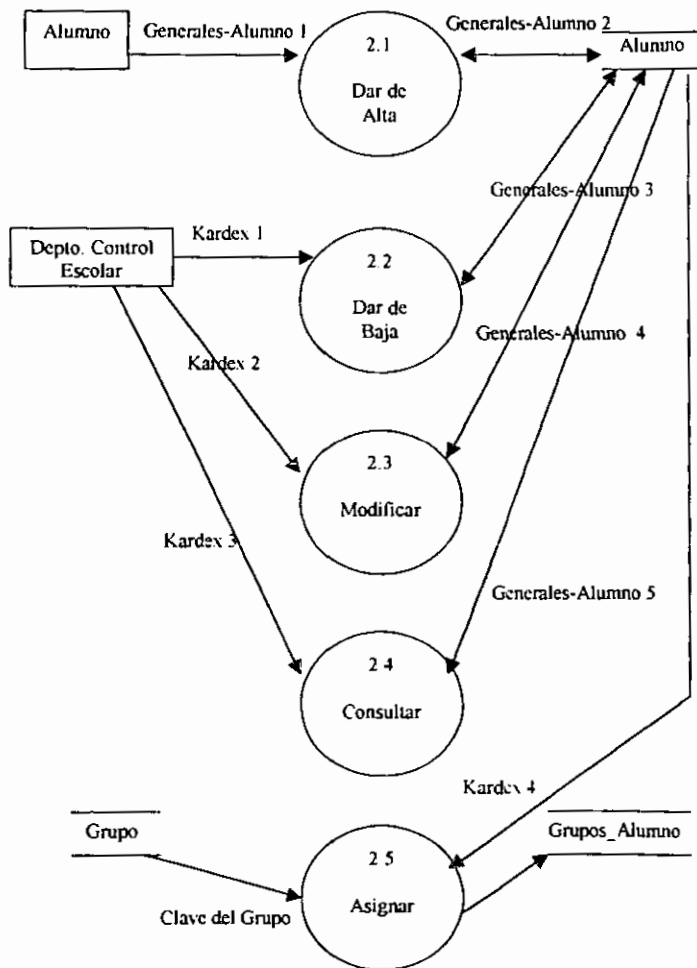 Alumno
Generales-Alumno 1
2.1
Dar de
Alta
Generales-Alumno 2
Alumno
Generales-Alumno 3
Depto. Control
Escolar
Kardex 1
2.2
Dar de
Baja
Generales-Alumno 4
Kardex 2
2.3
Modificar
Kardex 3
Generales-Alumno 5
2.4
Consultar
Kardex 4
Grupo
Grupos_Alumno
2.5
Asignar
Clave del Grupo